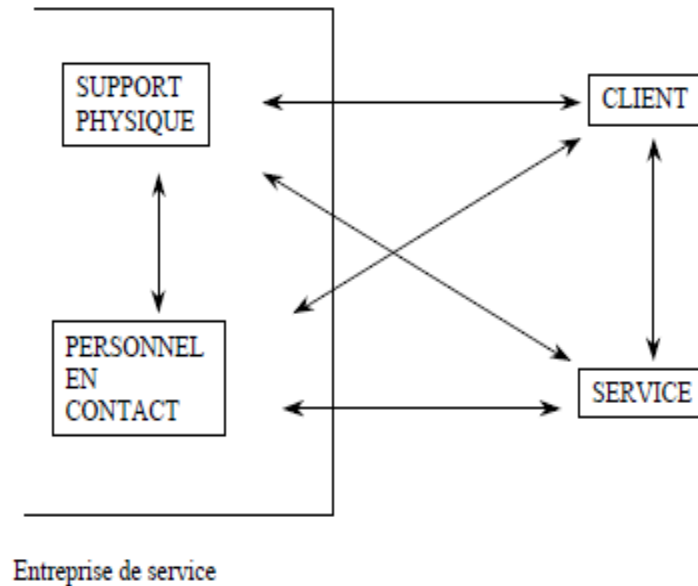 SUPPORT
PHYSIQUE
CLIENT
PERSONNEL
EN
CONTACT
SERVICE
Entreprise de service